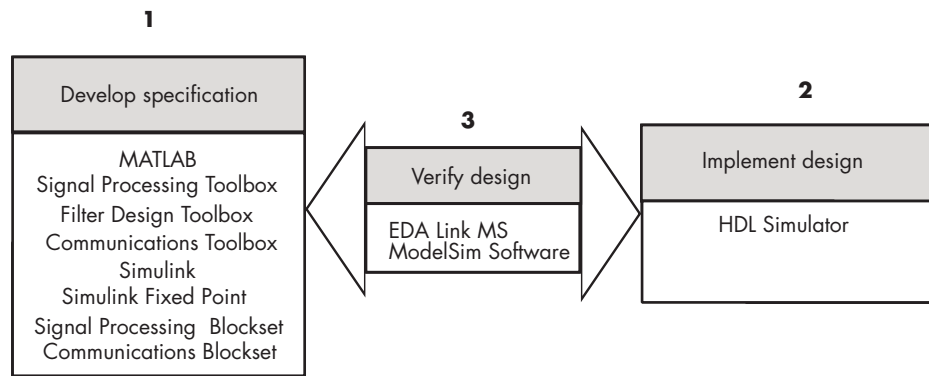 1
Develop specification
MATLAB
Signal Processing Toolbox
Filter Design Toolbox
Communications Toolbox
Simulink
Simulink Fixed Point
Signal Processing Blockset
Communications Blockset
3
Verify design
EDA Link MS
ModelSim Software
2
Implement design
HDL Simulator